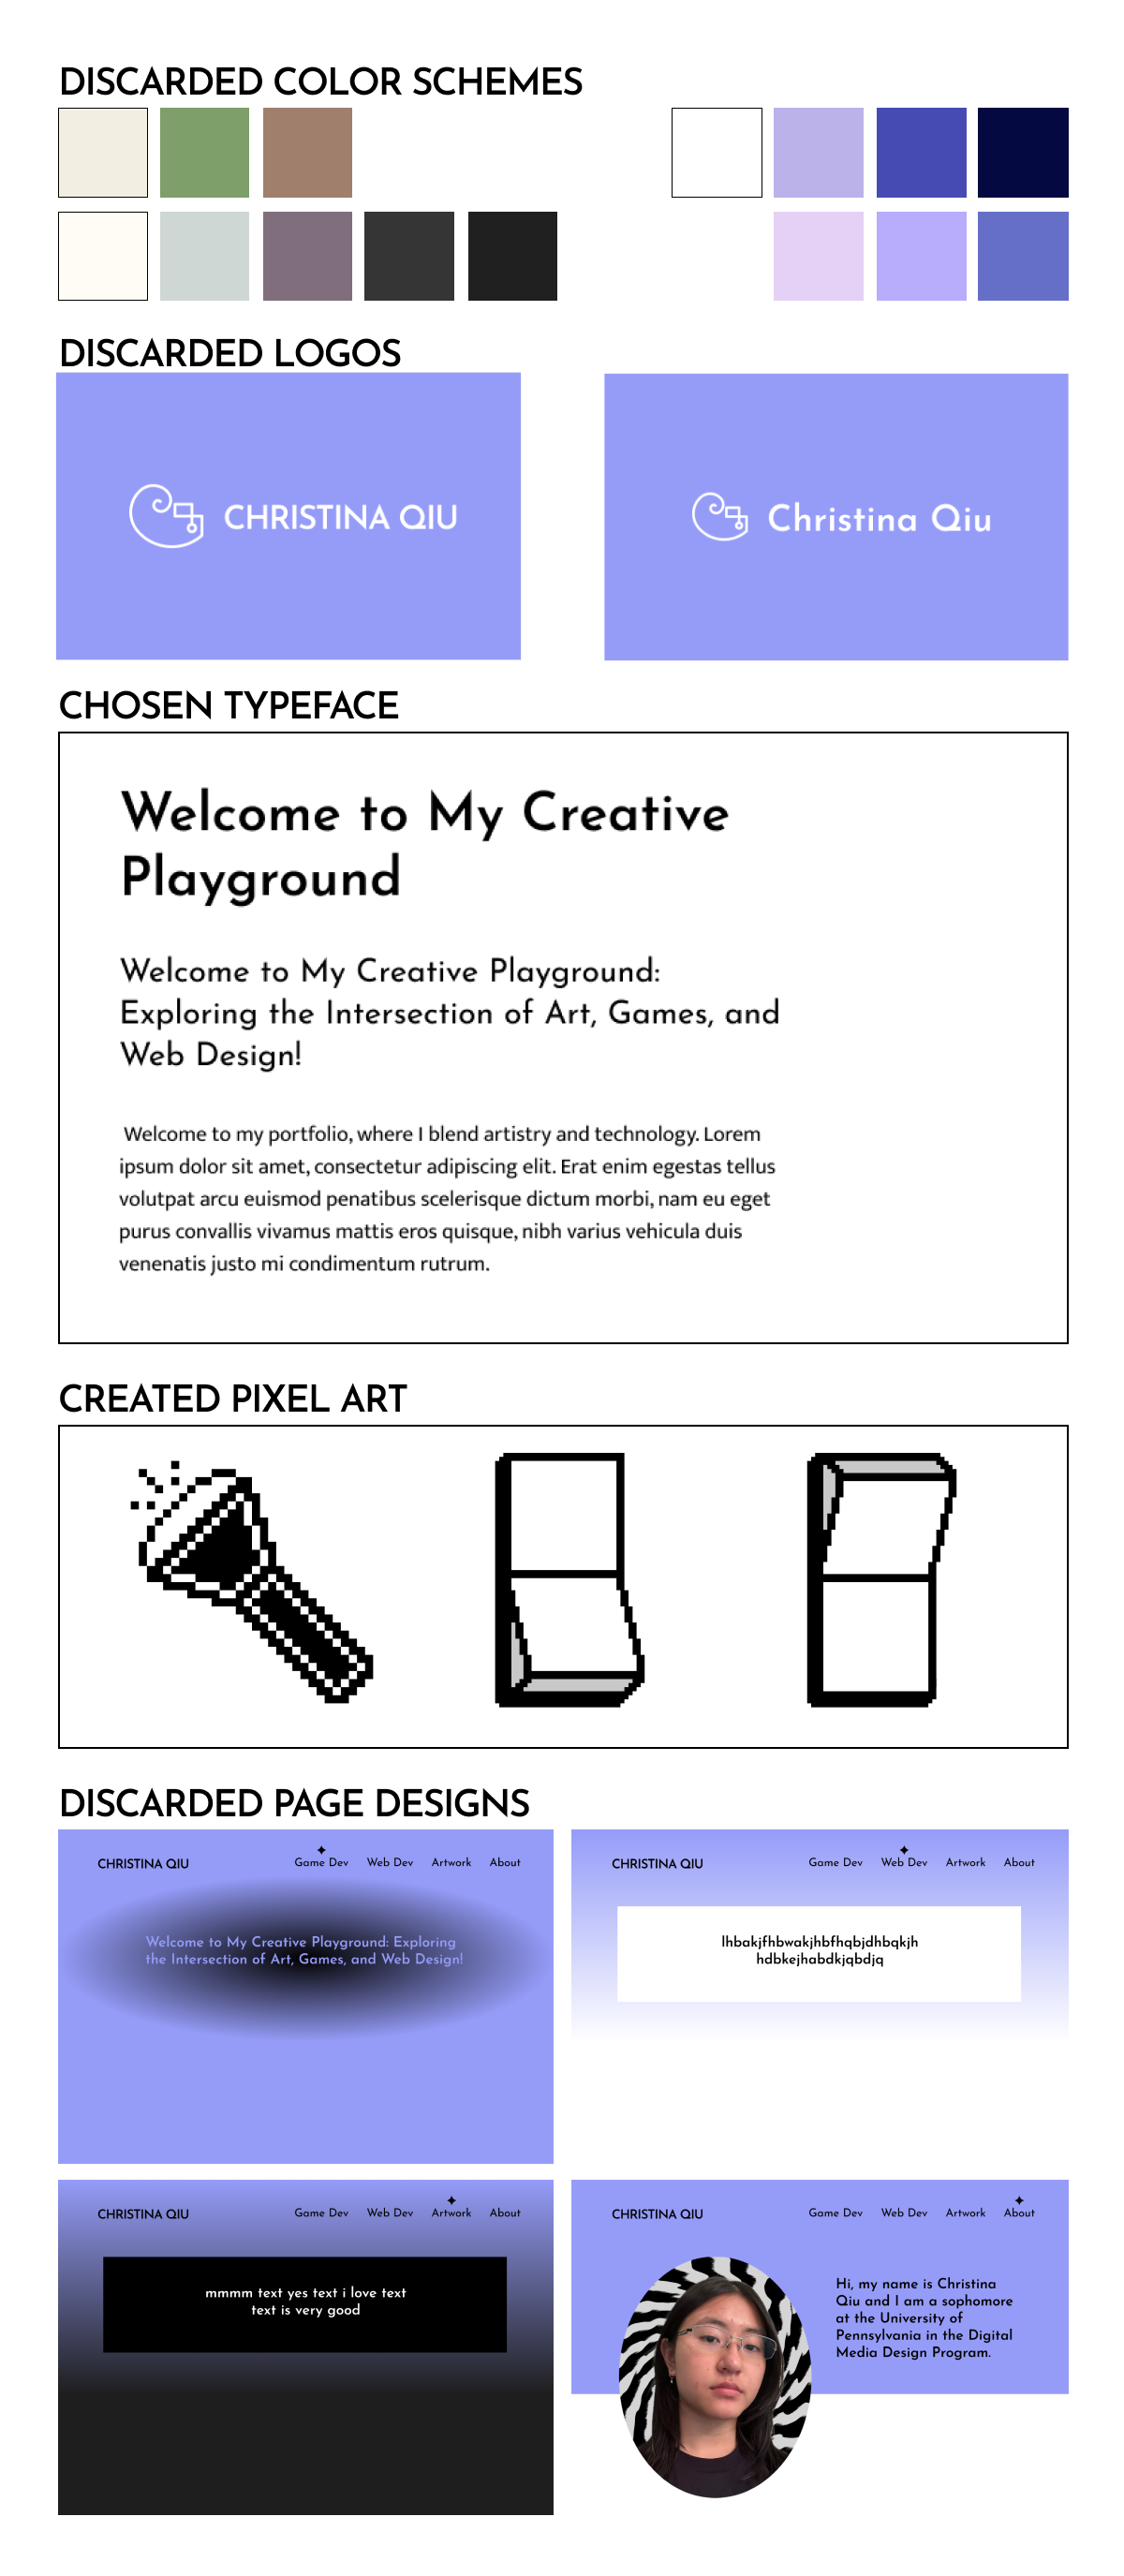 DISCARDED COLOR SCHEMES
DISCARDED LOGOS
CHRISTINA QIU
Christina Qiu
CHOSEN TYPEFACE
Welcome to My Creative
Playground
Welcome to My Creative Playground:
Exploring the Intersection of Art, Games, and
Web Design!
Welcome to my portfolio, where I blend artistry and technology. Lorem
ipsum dolor sit amet, consectetur adipiscing elit. Erat enim egestas tellus
volutpat arcu euismod penatibus scelerisque dictum morbi, nam eu eget
purus convallis vivamus mattis eros quisque, nibh varius vehicula duis
venenatis justo mi condimentum rutrum.
CREATED PIXEL ART
DISCARDED PAGE DESIGNS
CHRISTINA QIU
Game Dev Web Dev Artwork About
Welcome to My Creative Playground: Exploring
the Intersection of Art, Games, and Web Design!
CHRISTINA QIU
Game Dev Web Dev Artwork About
lhbakjfhbwakjhbfhqbjdhbqkjh
hdbkejhabdkjqbdjq
CHRISTINA QIU
Game Dev Web Dev Artwork About
mmmm text yes text i love text
text is very good
CHRISTINA QIU
Game Dev Web Dev Artwork About
Hi, my name is Christina
Qiu and I am a sophomore
at the University of
Pennsylvania in the Digital
Media Design Program.